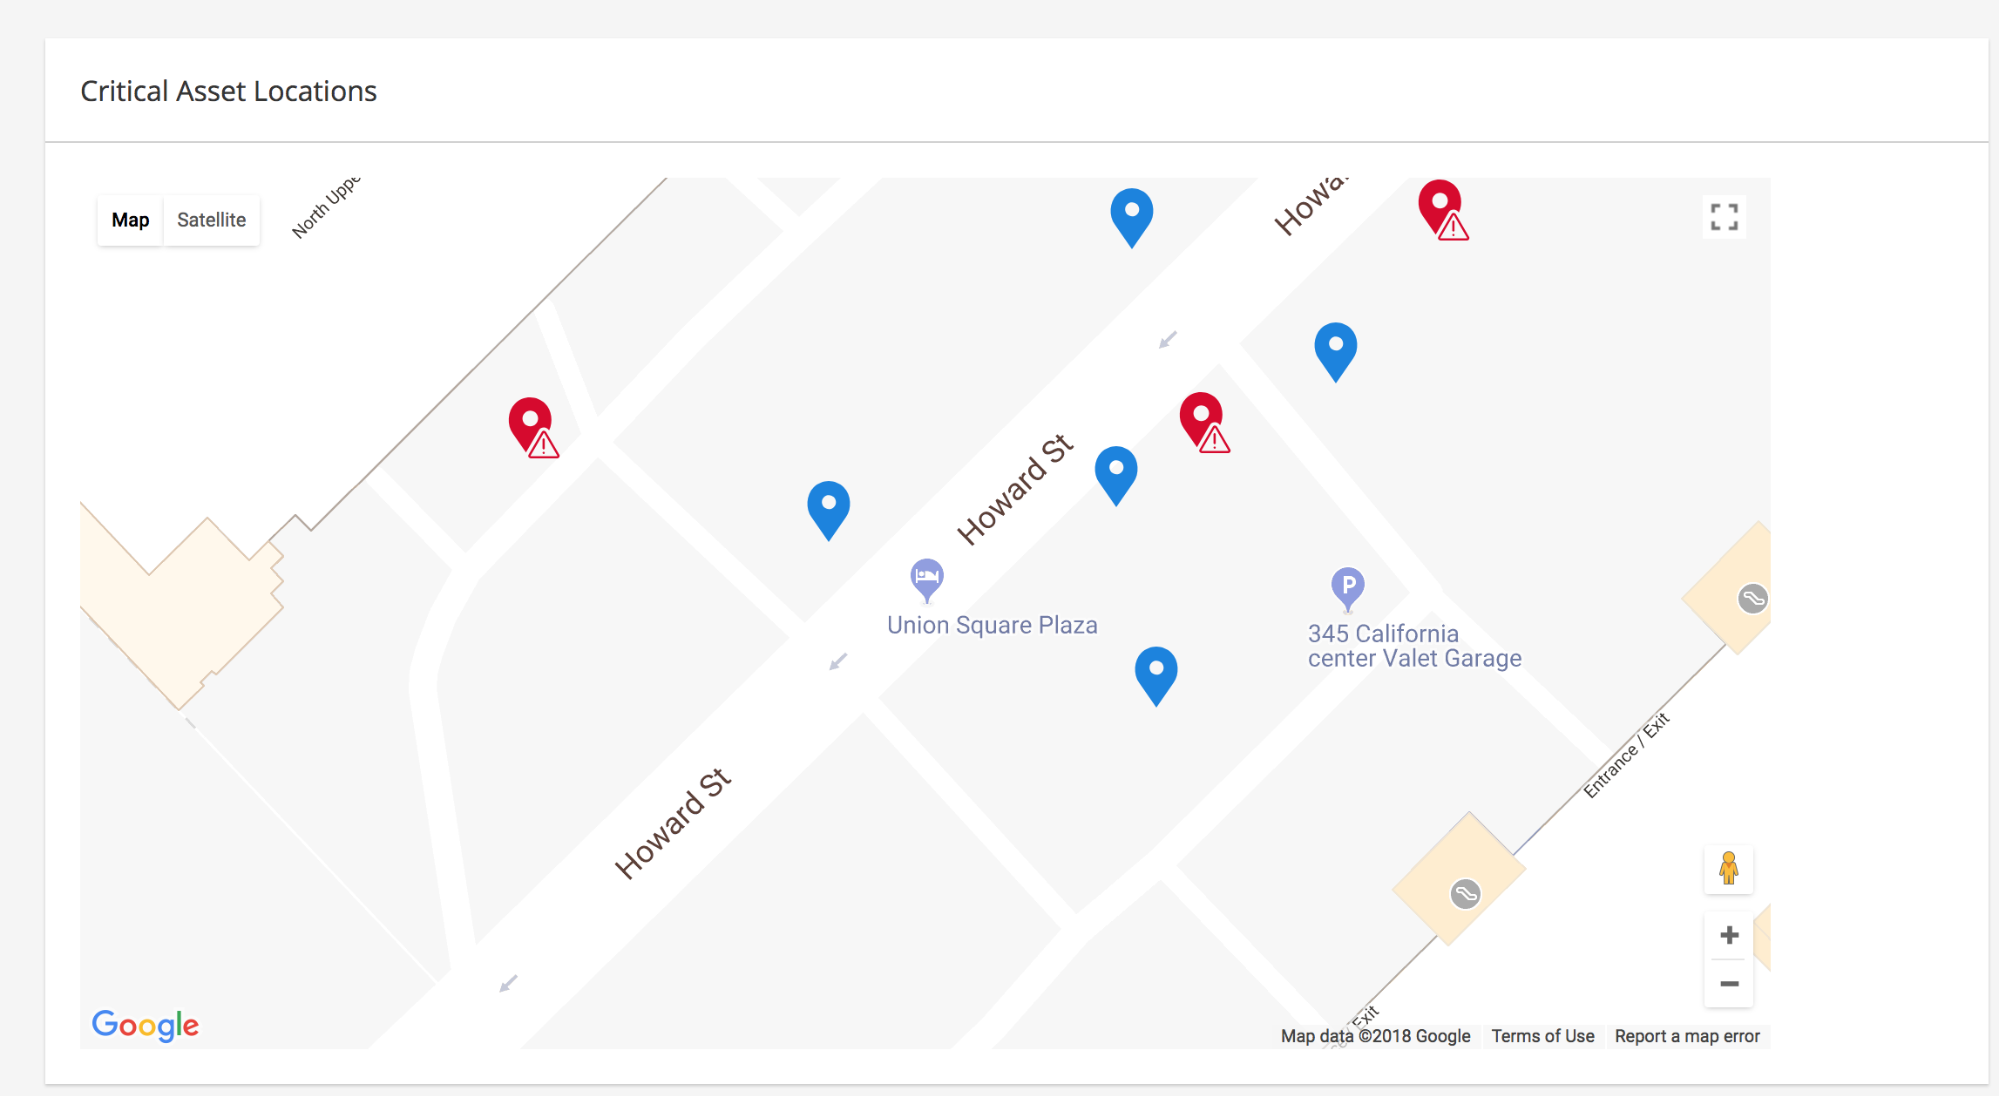 Critical Asset Locations
Map
Satellite
North Uppe
Howa
Howard St
Union Square Plaza
P
345 California
center Valet Garage
Entrance / Exit
Howard St
+
−
Exit
Google
Map data ©2018 Google
Terms of Use
Report a map error